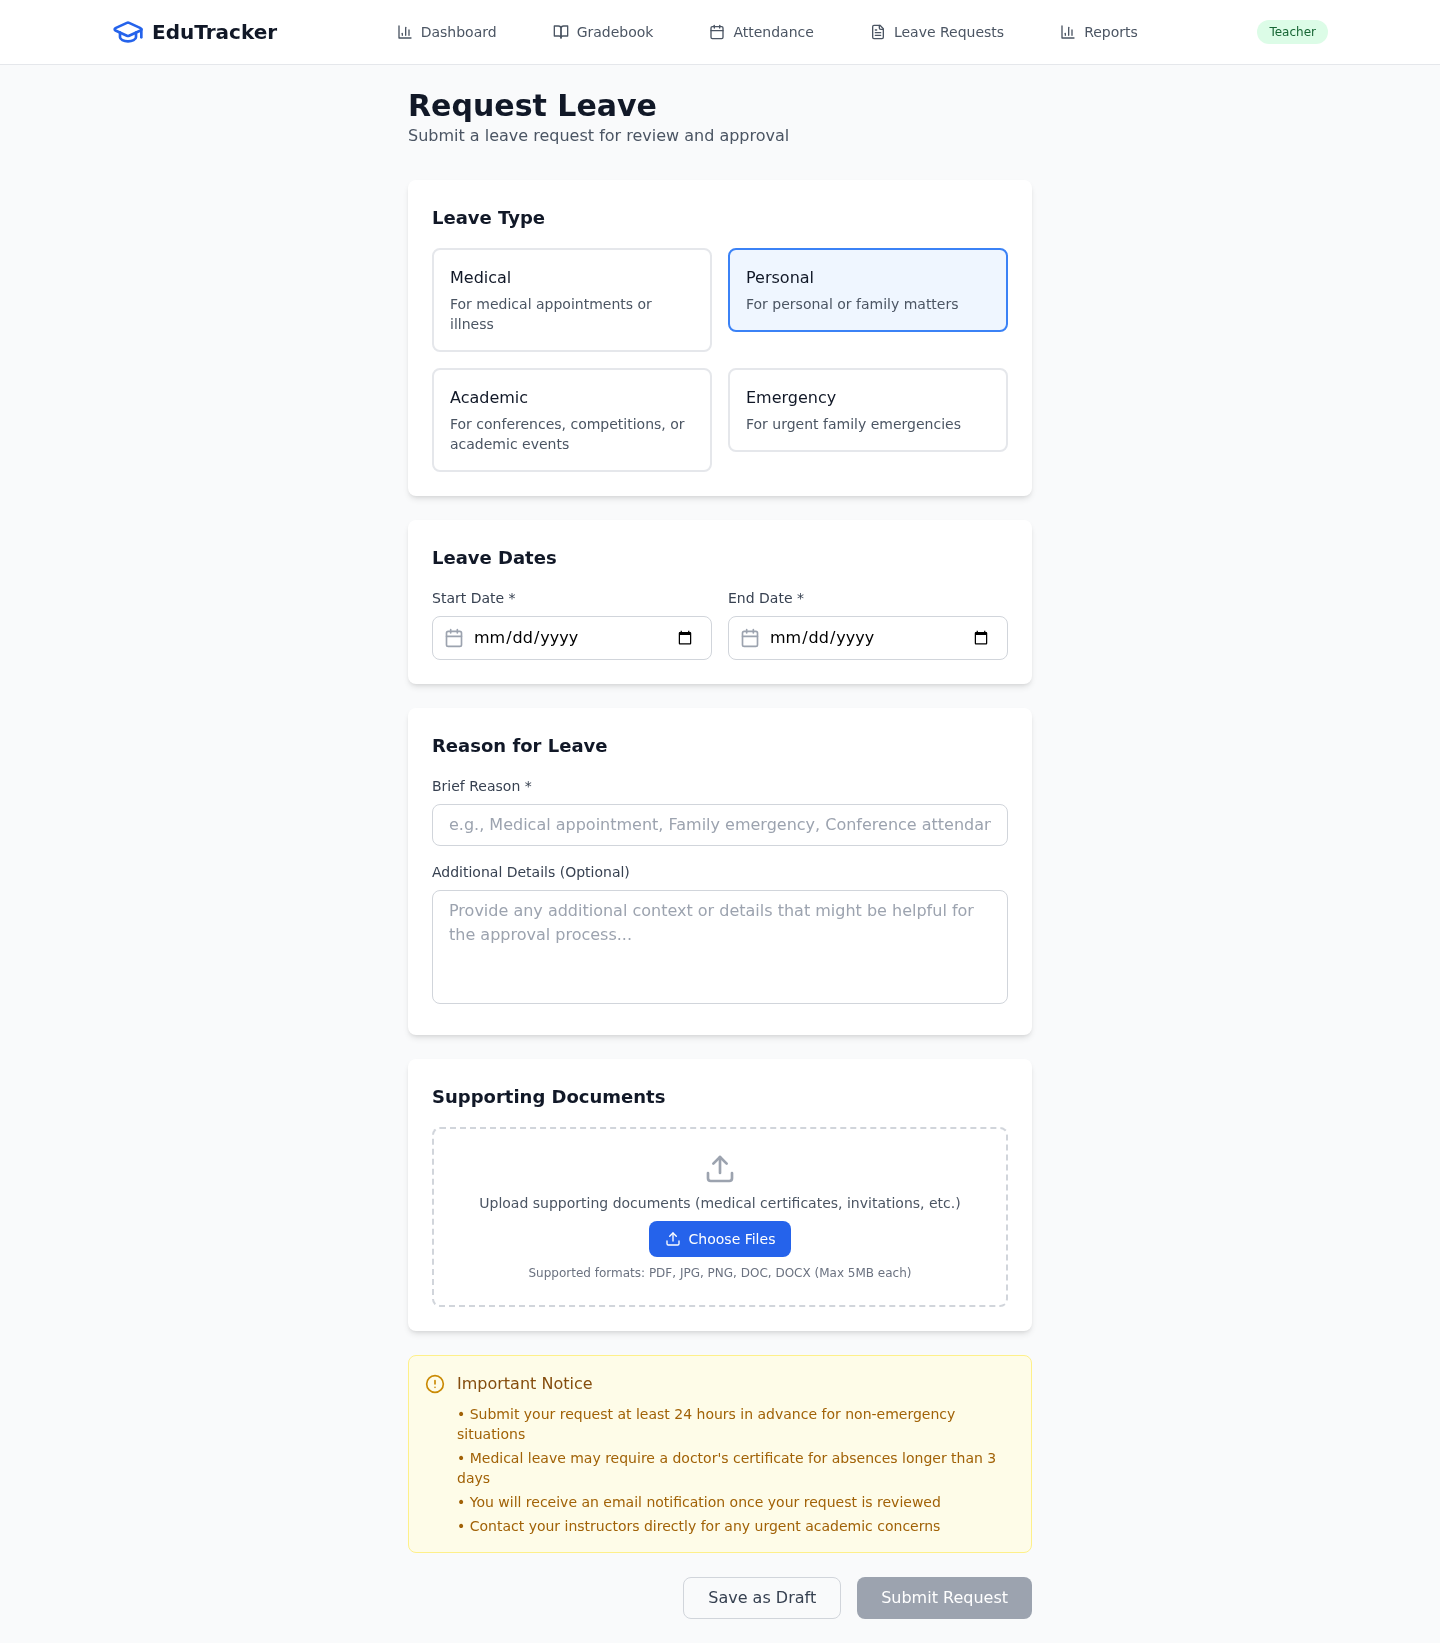 EduTracker
Dashboard
Gradebook
Attendance
Leave Requests
Reports
Teacher
Request Leave
Submit a leave request for review and approval
Leave Type
Medical
For medical appointments or
illness
Personal
For personal or family matters
Academic
For conferences, competitions, or
academic events
Emergency
For urgent family emergencies
Leave Dates
Start Date *
mm/dd/yyyy
End Date *
mm/dd/yyyy
Reason for Leave
Brief Reason *
e.g., Medical appointment, Family emergency, Conference attendar
Additional Details (Optional)
Provide any additional context or details that might be helpful for
the approval process...
Supporting Documents
Upload supporting documents (medical certificates, invitations, etc.)
Choose Files
Supported formats: PDF, JPG, PNG, DOC, DOCX (Max 5MB each)
Important Notice
• Submit your request at least 24 hours in advance for non-emergency
situations
• Medical leave may require a doctor's certificate for absences longer than 3
days
• You will receive an email notification once your request is reviewed
• Contact your instructors directly for any urgent academic concerns
Save as Draft
Submit Request